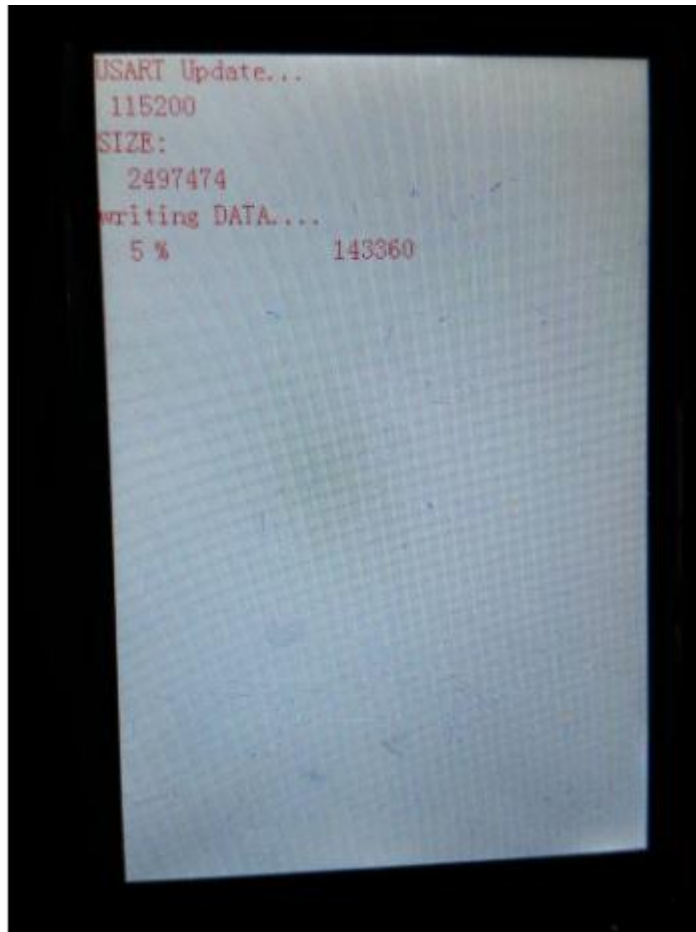 USART Update...
115200
SIZE:
2497474
writing DATA....
5 % 143360